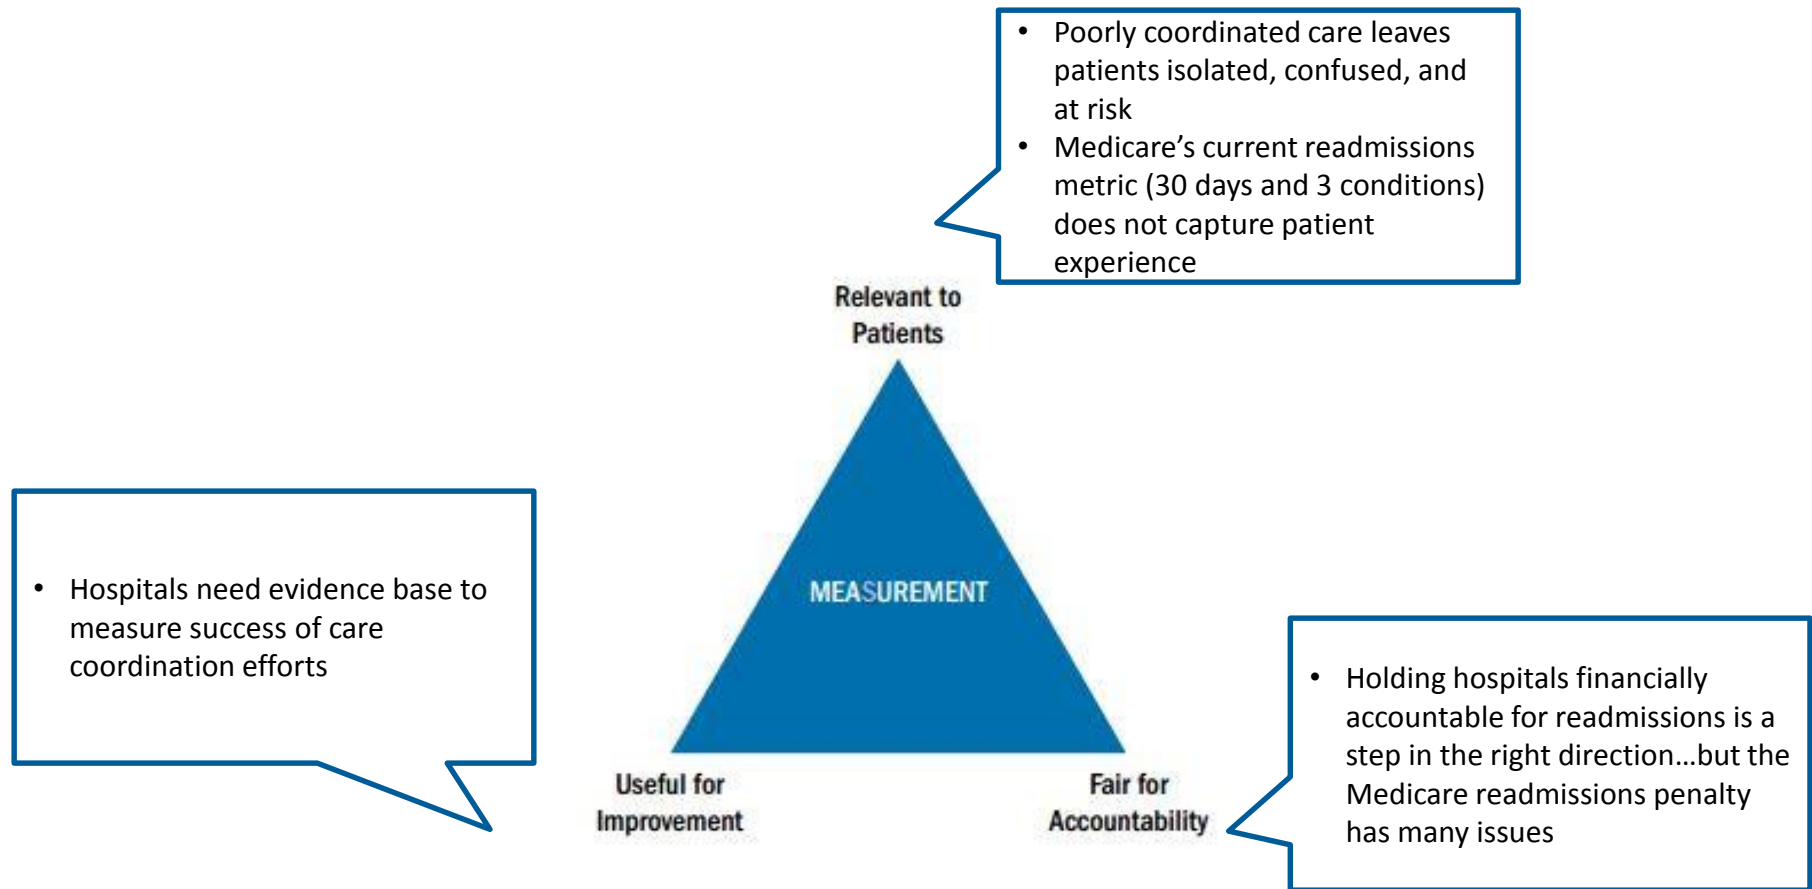 • Poorly coordinated care leaves
patients isolated, confused, and
at risk
• Medicare’s current readmissions
metric (30 days and 3 conditions)
does not capture patient
experience
Relevant to
Patients
MEASUREMENT
• Hospitals need evidence base to
measure success of care
coordination efforts
Useful for
Improvement
Fair for
Accountability
• Holding hospitals financially
accountable for readmissions is a
step in the right direction…but the
Medicare readmissions penalty
has many issues